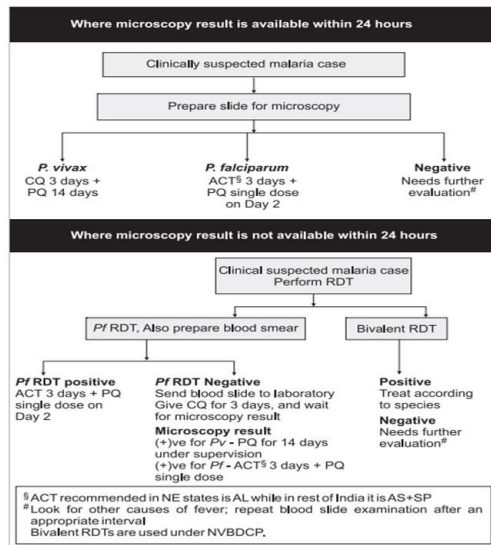 Where microscopy result is available within 24 hours
Clinically suspected malaria case
Prepare slide for microscopy
P. vivax
CQ 3 days +
PQ 14 days
P. falciparum
ACT§ 3 days +
PQ single dose
on Day 2
Negative
Needs further
evaluation#
Where microscopy result is not available within 24 hours
Clinical suspected malaria case
Perform RDT
Pf RDT, Also prepare blood smear
Bivalent RDT
Pf RDT positive
ACT 3 days + PQ
single dose on
Day 2
Pf RDT Negative
Send blood slide to laboratory
Give CQ for 3 days, and wait
for microscopy result
Microscopy result
(+)ve for Pv - PQ for 14 days
under supervision
(+)ve for Pf - ACT§ 3 days + PQ
single dose
Positive
Treat according
to species
Negative
Needs further
evaluation#
§ACT recommended in NE states is AL while in rest of India it is AS+SP
#Look for other causes of fever; repeat blood slide examination after an
appropriate interval
Bivalent RDTs are used under NVBDCP.